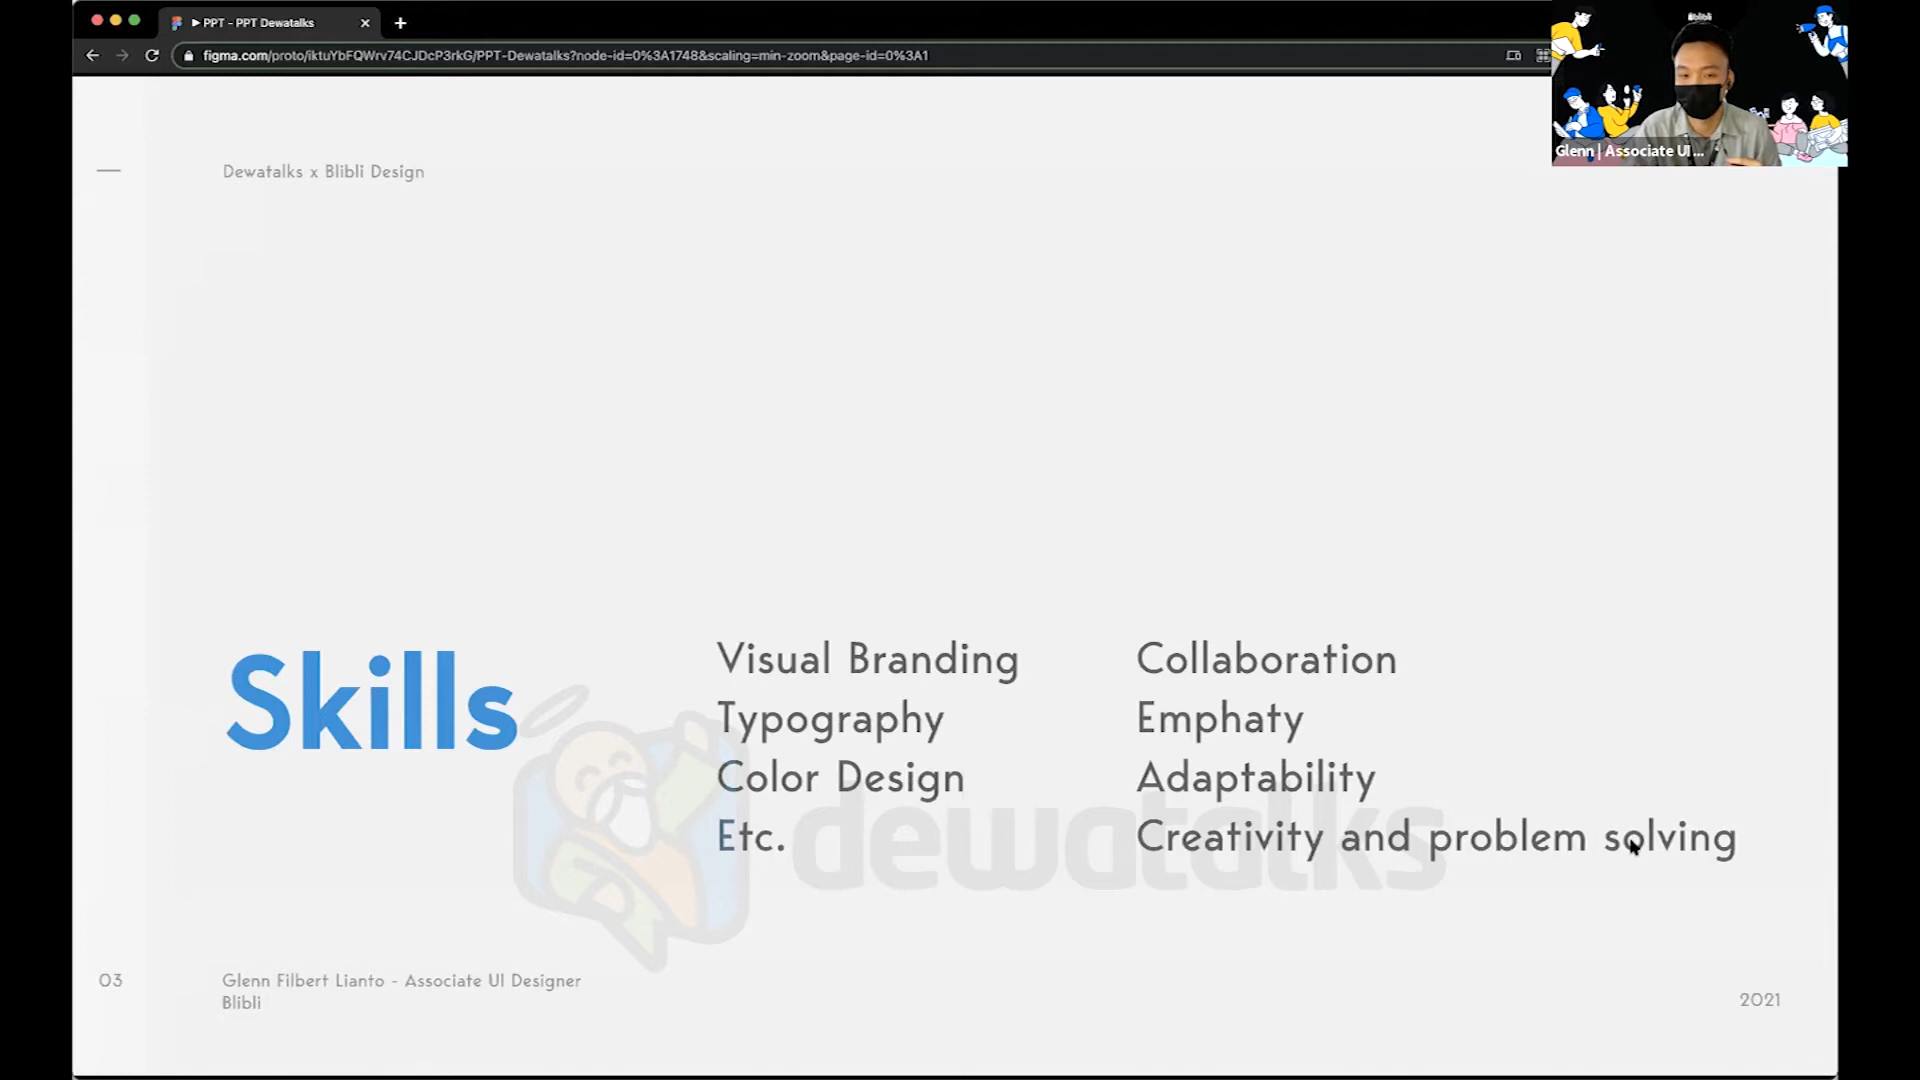 PPT - PPT Dewatalks
figma.com/proto/iktuYbFQWrv74CJDcP3rkG/PPT-Dewatalks?node-id=0%3A1748&scaling=min-zoom&page-id=0%3A1
Blibli
Glenn | Associate UI ...
Dewatalks x Blibli Design
Skills
Visual Branding
Typography
Color Design
Etc.
Collaboration
Emphaty
Adaptability
Creativity and problem solving
dewatalks
03
Glenn Filbert Lianto - Associate UI Designer
Blibli
2021